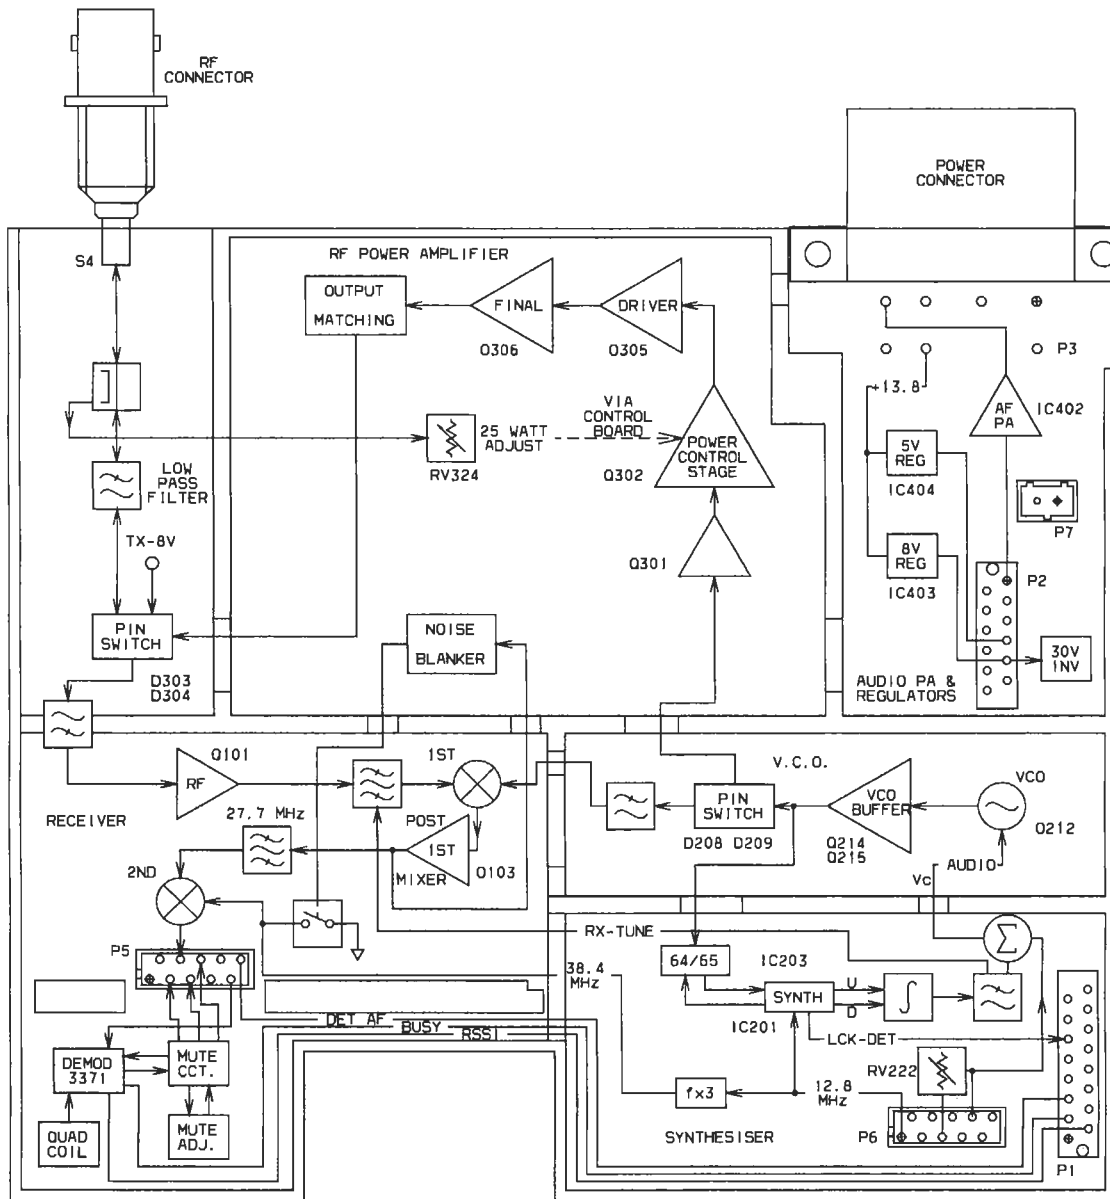 RF
CONNECTOR
POWER
CONNECTOR
S4
RF POWER AMPLIFIER
OUTPUT
MATCHING
FINAL
Q306
DRIVER
Q305
P3
+13.8
AF
PA
IC402
VIA
CONTROL
BOARD
25 WATT
ADJUST
RV324
POWER
CONTROL
STAGE
Q302
5V
REG
IC404
LOW
PASS
FILTER
P7
TX-8V
Q301
8V
REG
IC403
P2
PIN
SWITCH
D303
D304
NOISE
BLANKER
30V
INV
AUDIO PA &
REGULATORS
Q101
RF
1ST
V.C.O.
VCO
RECEIVER
27.7 MHz
POST
1ST
MIXER
Q103
PIN
SWITCH
D208 D209
VCO
BUFFER
Q214
Q215
Q212
AUDIO
Vc
2ND
P5
RX-TUNE
Σ
64/65
IC203
38.4
MHz
SYNTH
U
D
∫
IC201
DET AF
BUSY
RSSI
LCK-DET
DEMOD
3371
MUTE
CCT.
RV222
fx3
12.8
MHz
QUAD
COIL
MUTE
ADJ.
SYNTHESISER
P6
P1